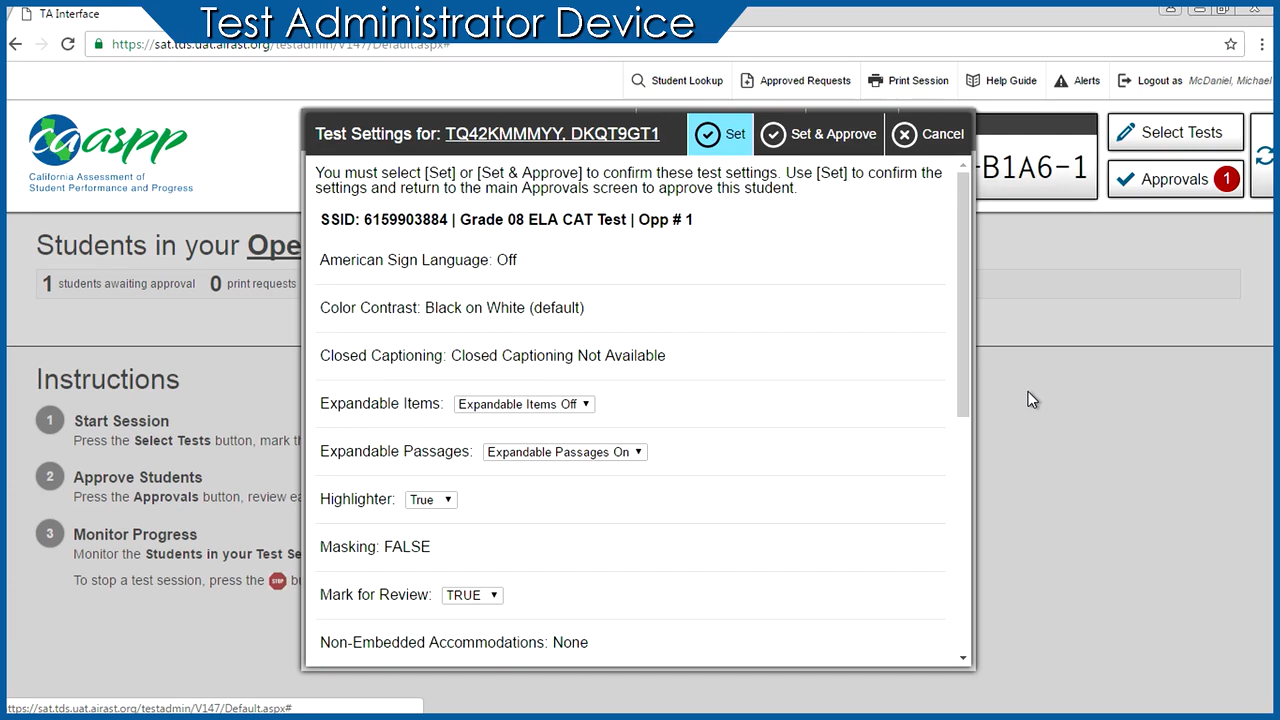 Test Administrator Device
TA Interface
https://sat.tds.uat.airast.org/testadmin/V147/Default.aspx#
Student Lookup
Approved Requests
Print Session
Help Guide
Alerts
Logout as McDaniel, Michael
caaspp
California Assessment of
Student Performance and Progress
Test Settings for: TQ42KMMMYY, DKQT9GT1
Set
Set & Approve
Cancel
-B1A6-1
Select Tests
Approvals 1
You must select [Set] or [Set & Approve] to confirm these test settings. Use [Set] to confirm the
settings and return to the main Approvals screen to approve this student.
SSID: 6159903884 | Grade 08 ELA CAT Test | Opp # 1
American Sign Language: Off
Color Contrast: Black on White (default)
Closed Captioning: Closed Captioning Not Available
Expandable Items: Expandable Items Off
Expandable Passages: Expandable Passages On
Highlighter: True
Masking: FALSE
Mark for Review: TRUE
Non-Embedded Accommodations: None
Students in your Ope
1 students awaiting approval 0 print requests
Instructions
1 Start Session
Press the Select Tests button, mark th
2 Approve Students
Press the Approvals button, review ea
3 Monitor Progress
Monitor the Students in your Test Se
To stop a test session, press the STOP bu
ttps://sat.tds.uat.airast.org/testadmin/V147/Default.aspx#